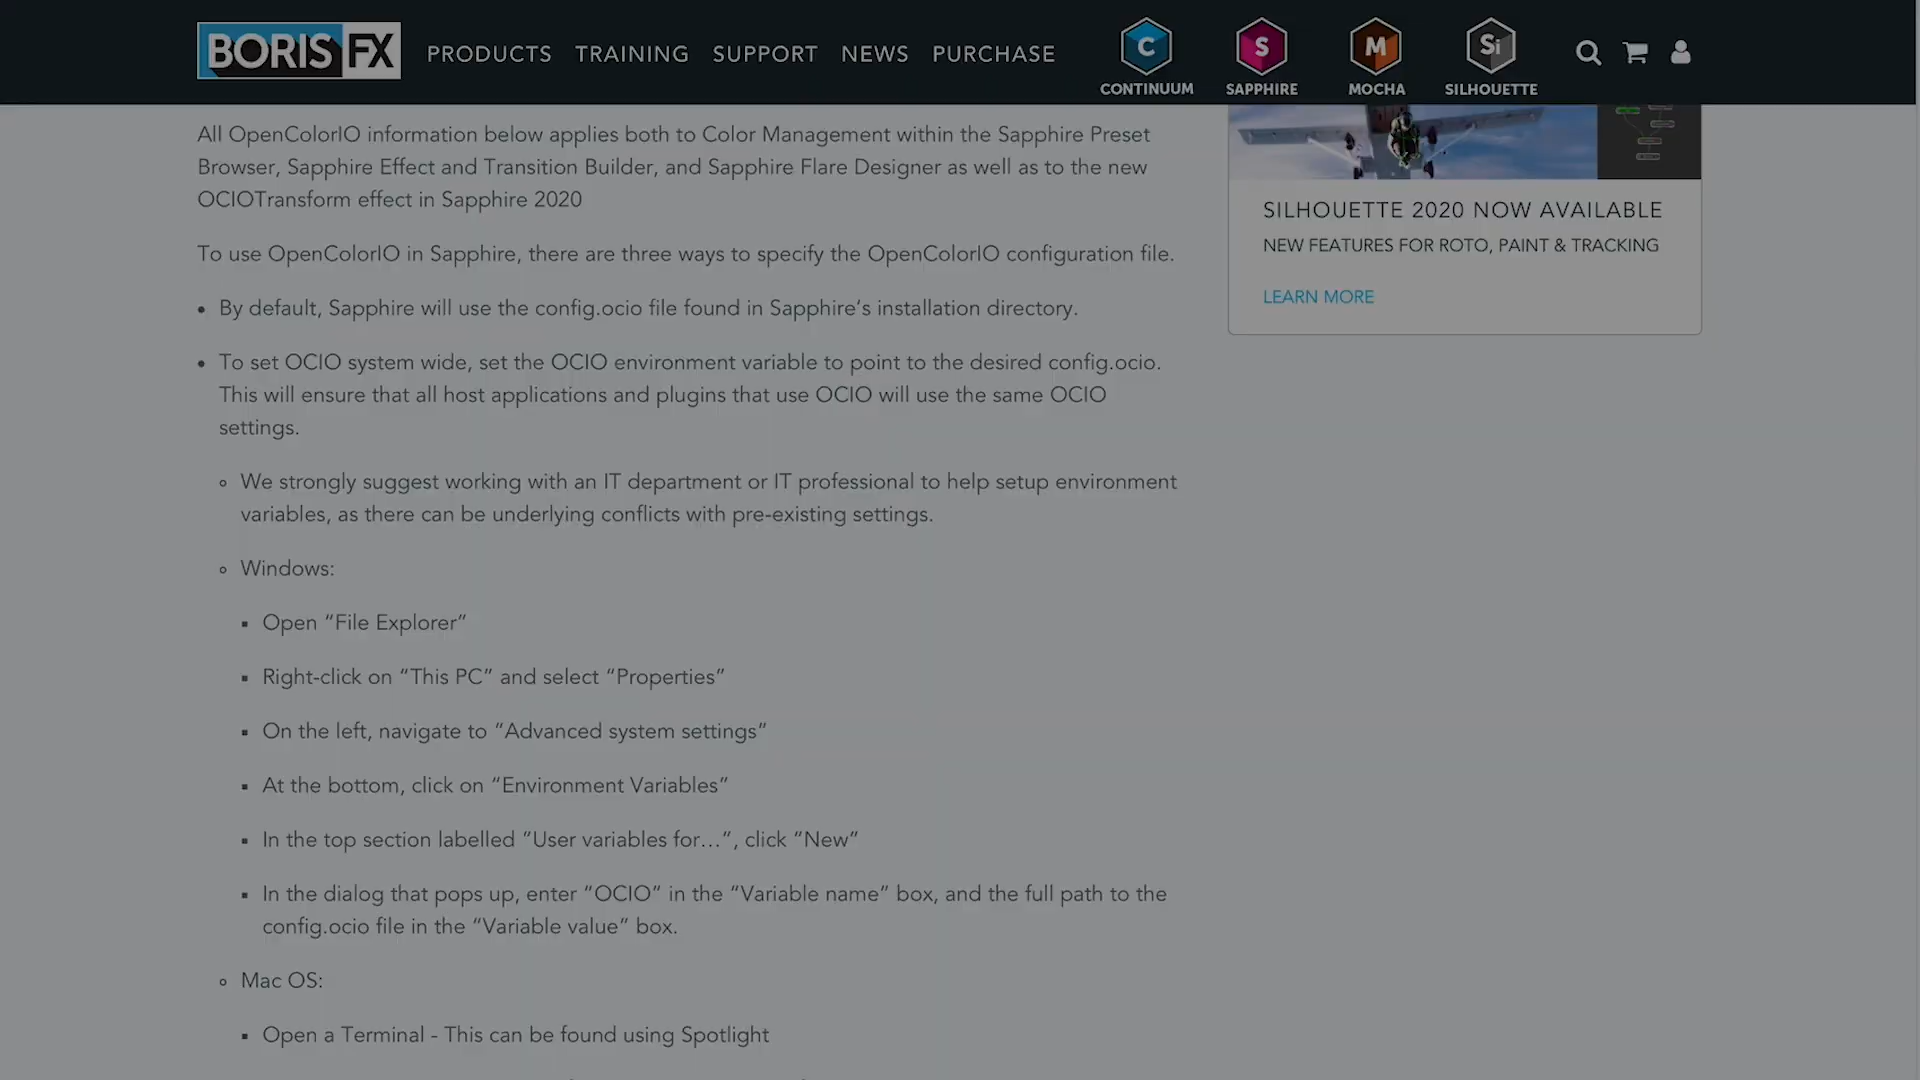 BORIS FX
PRODUCTS TRAINING SUPPORT NEWS PURCHASE
C S M Si
CONTINUUM SAPPHIRE MOCHA SILHOUETTE
All OpenColorIO information below applies both to Color Management within the Sapphire Preset
Browser, Sapphire Effect and Transition Builder, and Sapphire Flare Designer as well as to the new
OCIOTransform effect in Sapphire 2020
To use OpenColorIO in Sapphire, there are three ways to specify the OpenColorIO configuration file.
• By default, Sapphire will use the config.ocio file found in Sapphire’s installation directory.
• To set OCIO system wide, set the OCIO environment variable to point to the desired config.ocio.
This will ensure that all host applications and plugins that use OCIO will use the same OCIO
settings.
◦ We strongly suggest working with an IT department or IT professional to help setup environment
variables, as there can be underlying conflicts with pre-existing settings.
◦ Windows:
▪ Open “File Explorer”
▪ Right-click on “This PC” and select “Properties”
▪ On the left, navigate to “Advanced system settings”
▪ At the bottom, click on “Environment Variables”
▪ In the top section labelled “User variables for…”, click “New”
▪ In the dialog that pops up, enter “OCIO” in the “Variable name” box, and the full path to the
config.ocio file in the “Variable value” box.
◦ Mac OS:
▪ Open a Terminal - This can be found using Spotlight
SILHOUETTE 2020 NOW AVAILABLE
NEW FEATURES FOR ROTO, PAINT & TRACKING
LEARN MORE